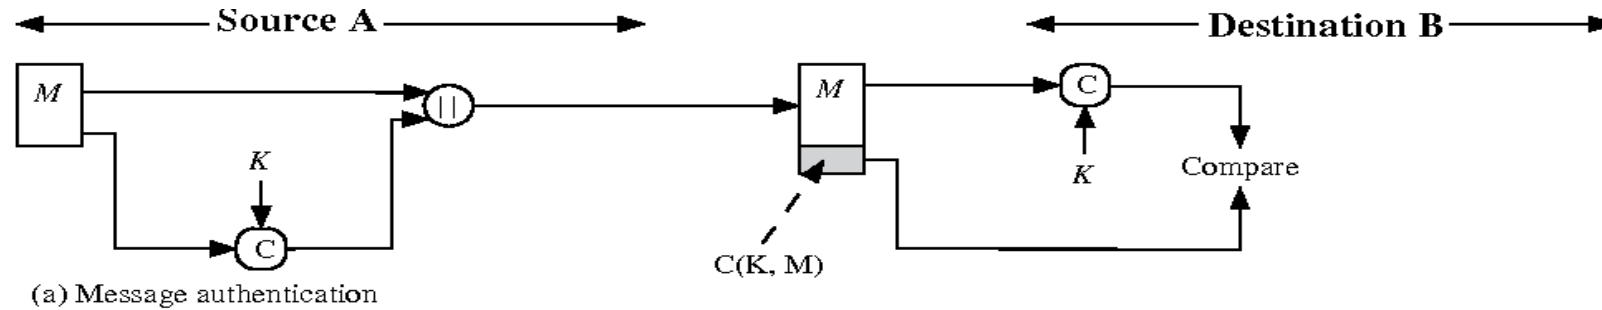 Source A
Destination B
M
||
M
C
K
K
Compare
C
C(K, M)
(a) Message authentication